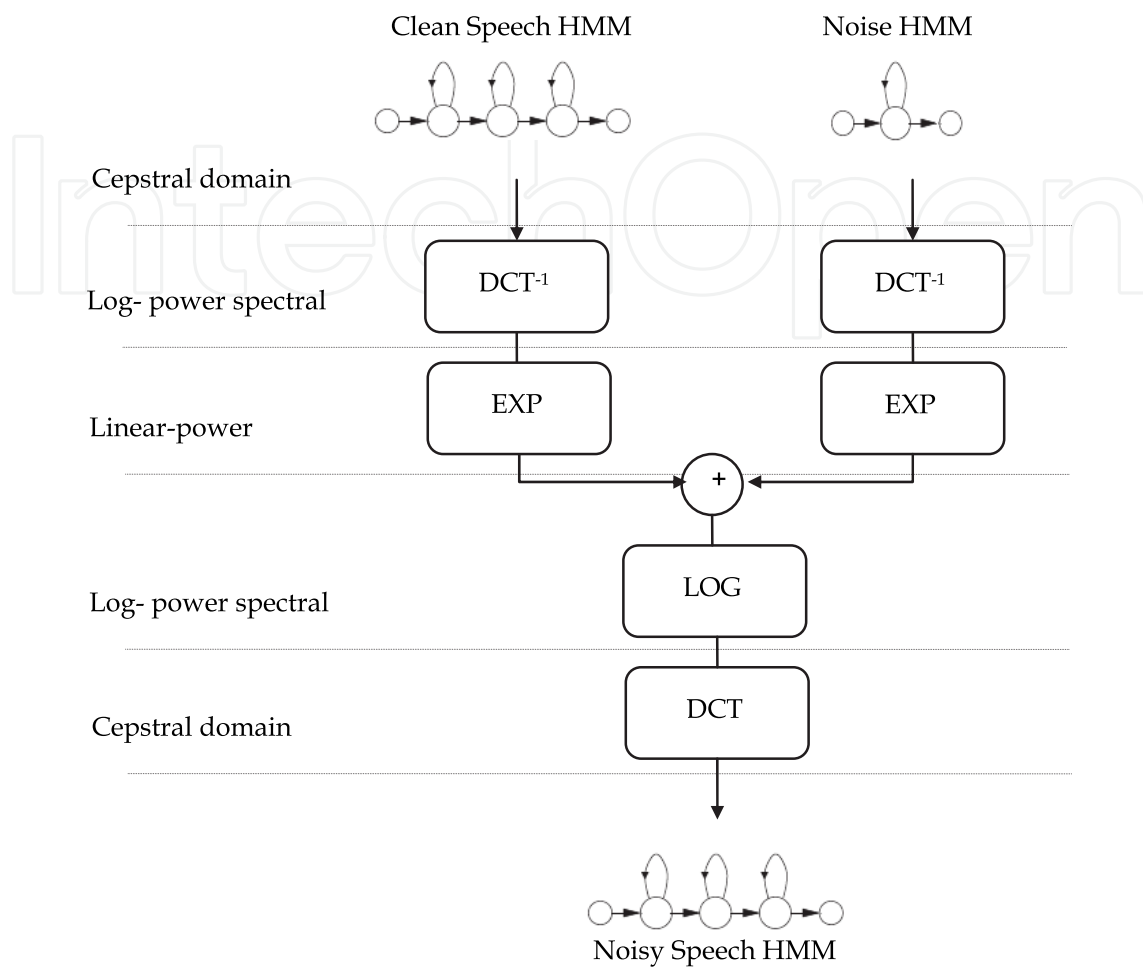 Clean Speech HMM
Noise HMM
Cepstral domain
IntechOpen
DCT-1
DCT-1
Log- power spectral
EXP
EXP
Linear-power
+
LOG
Log- power spectral
DCT
Cepstral domain
Noisy Speech HMM